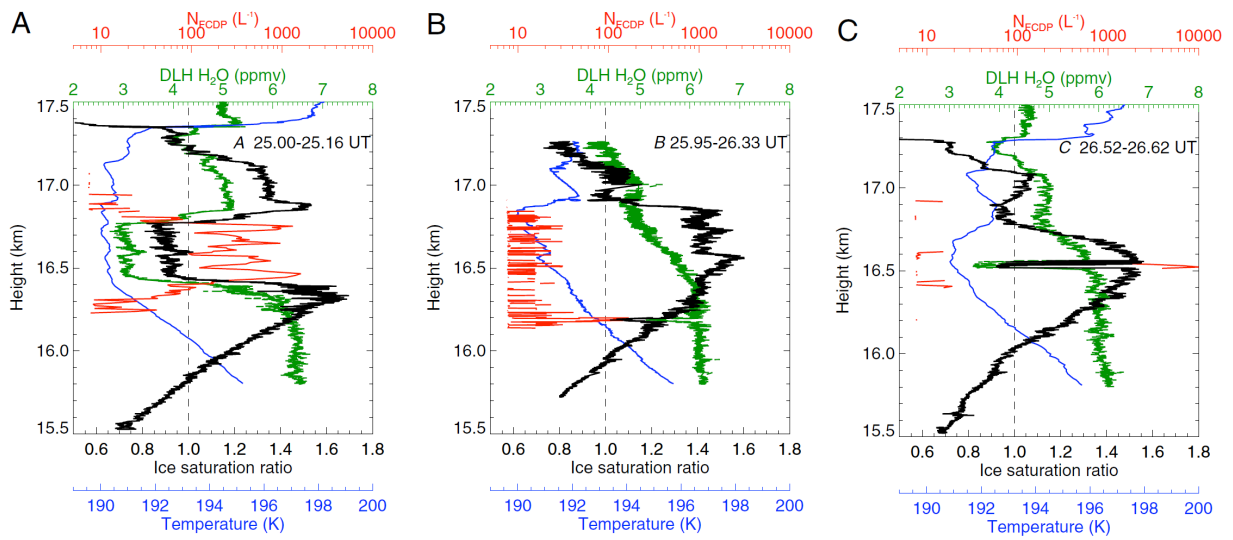 A
N_ECDP (L⁻¹)
10 100 1000 10000
DLH H₂O (ppmv)
2 3 4 5 6 7 8
A 25.00-25.16 UT
Height (km)
17.5
17.0
16.5
16.0
15.5
0.6 0.8 1.0 1.2 1.4 1.6 1.8
Ice saturation ratio
190 192 194 196 198 200
Temperature (K)
B
N_ECDP (L⁻¹)
10 100 1000 10000
DLH H₂O (ppmv)
2 3 4 5 6 7 8
B 25.95-26.33 UT
Height (km)
17.5
17.0
16.5
16.0
15.5
0.6 0.8 1.0 1.2 1.4 1.6 1.8
Ice saturation ratio
190 192 194 196 198 200
Temperature (K)
C
N_ECDP (L⁻¹)
10 100 1000 10000
DLH H₂O (ppmv)
2 3 4 5 6 7 8
C 26.52-26.62 UT
Height (km)
17.5
17.0
16.5
16.0
15.5
0.6 0.8 1.0 1.2 1.4 1.6 1.8
Ice saturation ratio
190 192 194 196 198 200
Temperature (K)